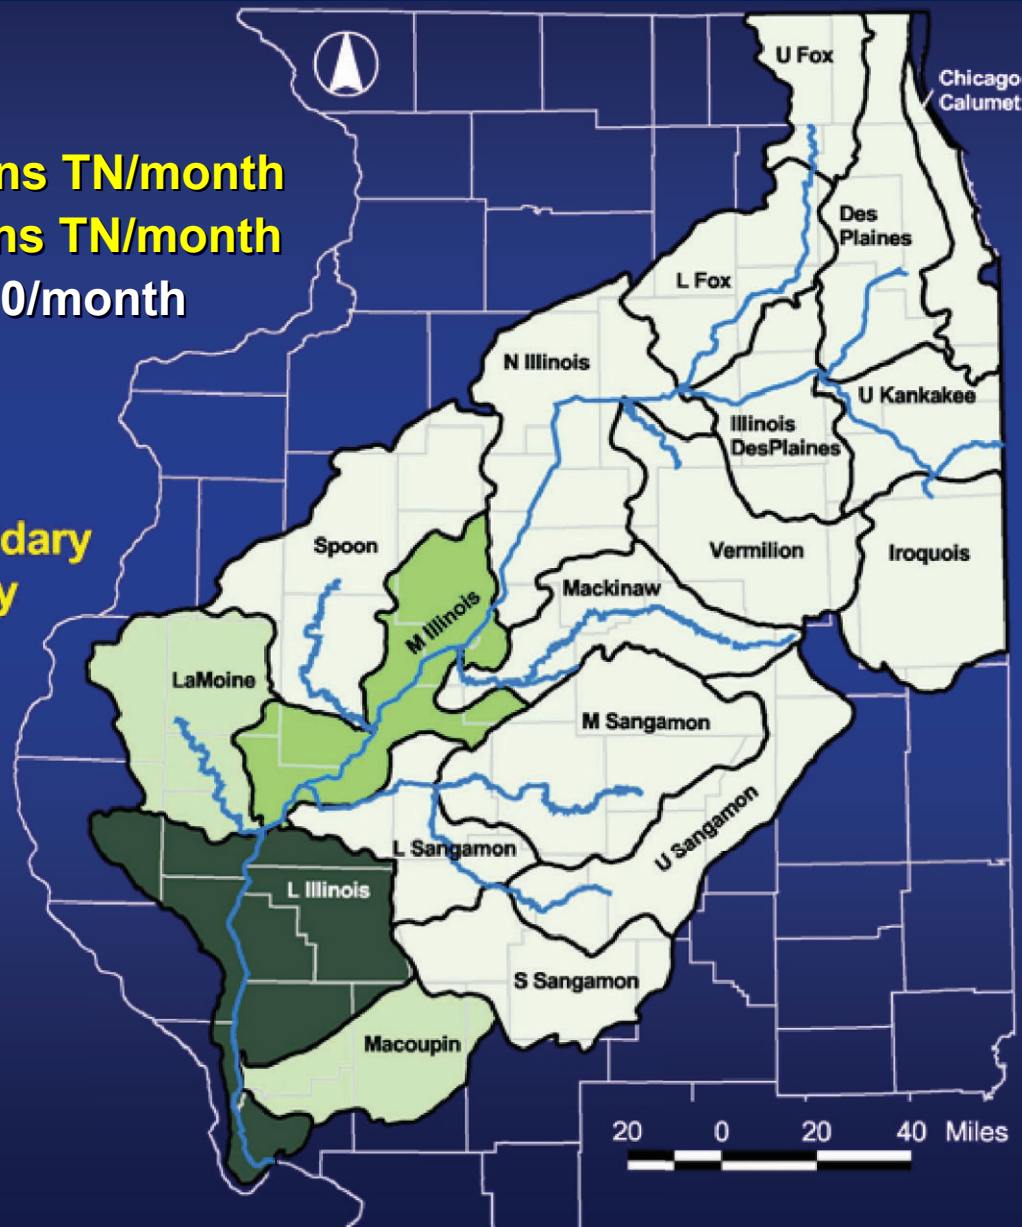 U Fox
Chicago
Calumet
ns TN/month
ns TN/month
0/month
Des
Plaines
L Fox
N Illinois
U Kankakee
Illinois
DesPlaines
dary
y
Spoon
Vermilion
Iroquois
Mackinaw
M Illinois
LaMoine
M Sangamon
U Sangamon
L Sangamon
L Illinois
S Sangamon
Macoupin
20 0 20 40 Miles